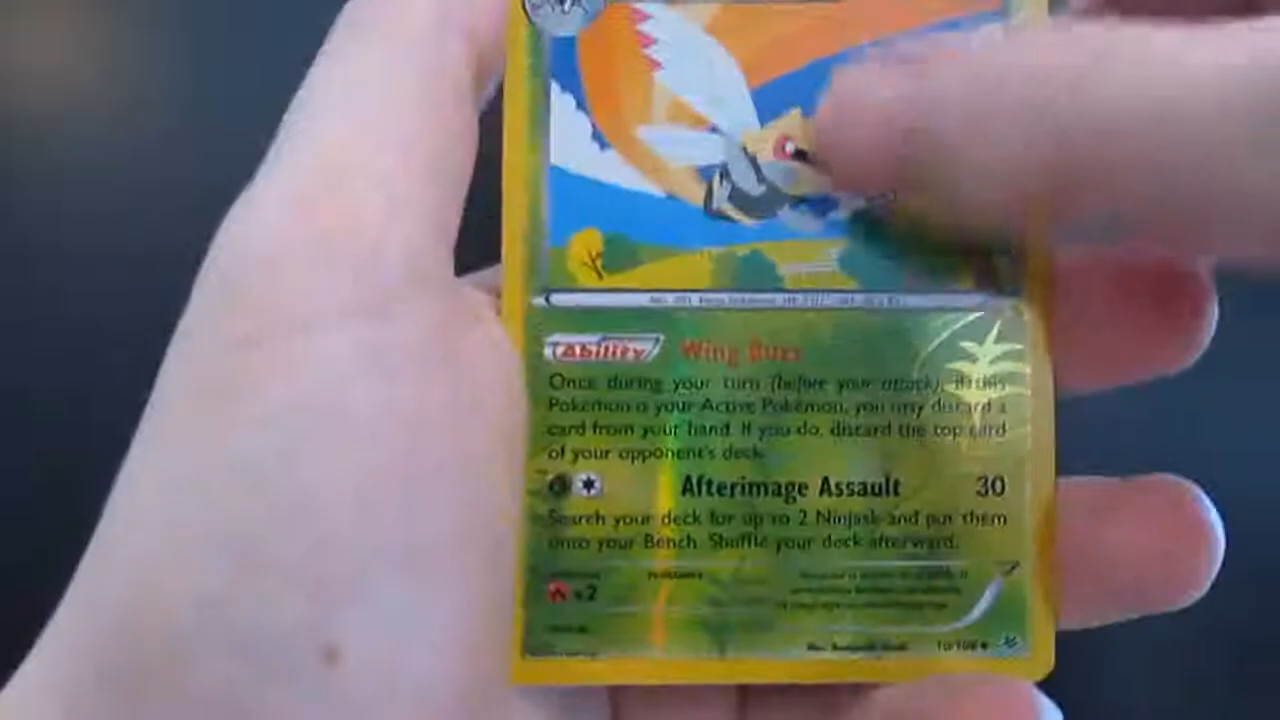 Ability Wing Buzz
Once during your turn (before your attack), if this
Pokémon is your Active Pokémon, you may discard a
card from your hand. If you do, discard the top card
of your opponent's deck.
Afterimage Assault 30
Search your deck for up to 2 Ninjask and put them
onto your Bench. Shuffle your deck afterward.
×2
10/108